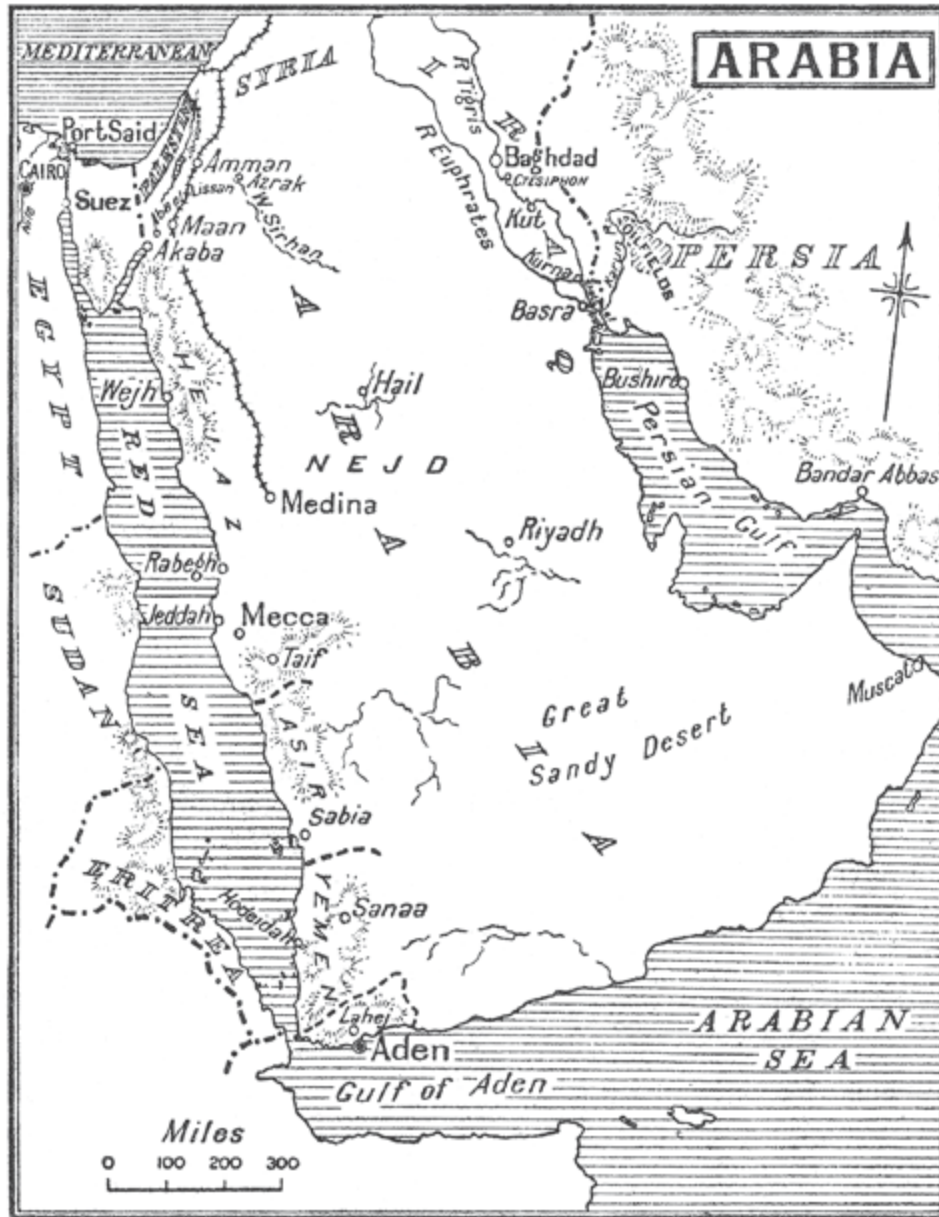 ARABIA
MEDITERRANEAN
SYRIA
PALESTINE
IRAQ
R Tigris
R Euphrates
Port Said
CAIRO
Nile
Suez
Amman
Azrak
Lissan
W. Sirhan
Maan
Akaba
Baghdad
CTESIPHON
Kut
Kurnah
Basra
OILFIELDS
PERSIA
EGYPT
HEJAZ
Wejh
RED
SEA
Hail
NEJD
Medina
Bushire
Persian Gulf
Bandar Abbas
Riyadh
Rabegh
Jeddah
Mecca
Taif
SUDAN
ASIR
ARABIA
Great
Sandy Desert
Muscat
Sabia
ERITREA
Hodeidah
YEMEN
Sanaa
Lahej
Aden
Gulf of Aden
ARABIAN
SEA
Miles
0 100 200 300